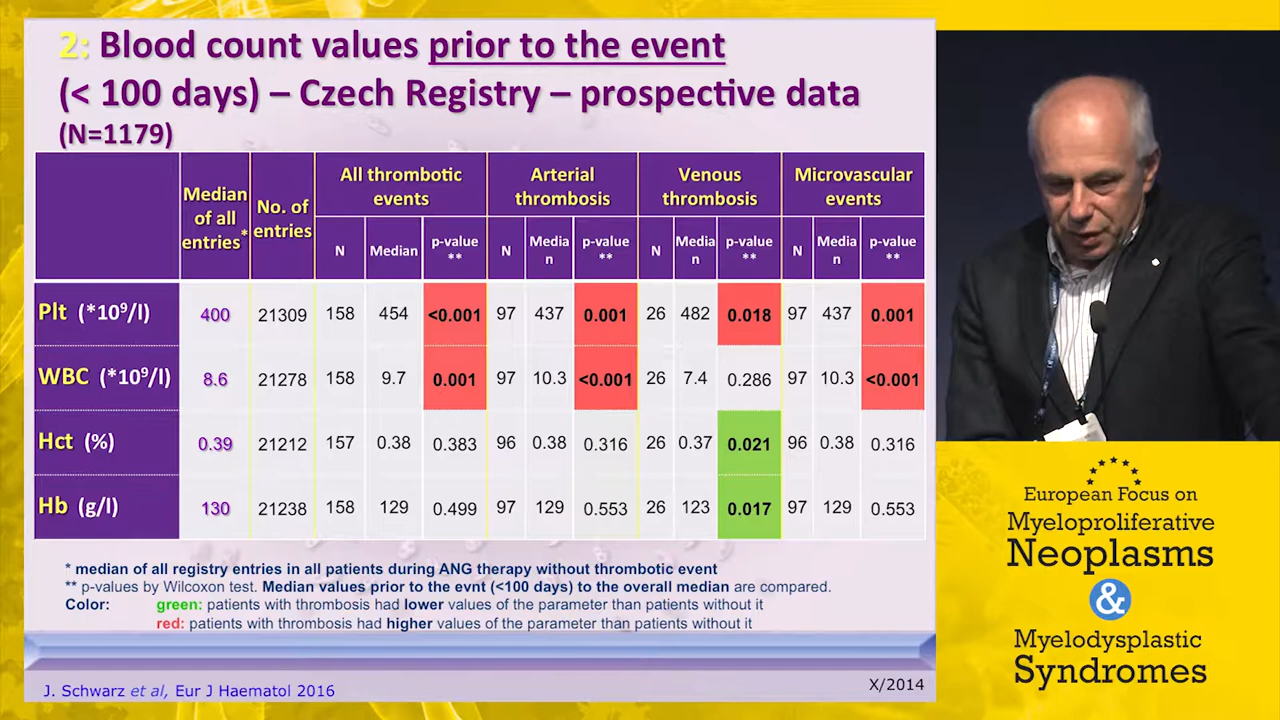 2: Blood count values prior to the event
(< 100 days) – Czech Registry – prospective data
(N=1179)
Median of all entries* No. of entries All thrombotic events Arterial thrombosis Venous thrombosis Microvascular events
N Median p-value ** N Media n p-value ** N Media n p-value ** N Media n p-value **
Plt (*10⁹/l) 400 21309 158 454 <0.001 97 437 0.001 26 482 0.018 97 437 0.001
WBC (*10⁹/l) 8.6 21278 158 9.7 0.001 97 10.3 <0.001 26 7.4 0.286 97 10.3 <0.001
Hct (%) 0.39 21212 157 0.38 0.383 96 0.38 0.316 26 0.37 0.021 96 0.38 0.316
Hb (g/l) 130 21238 158 129 0.499 97 129 0.553 26 123 0.017 97 129 0.553
* median of all registry entries in all patients during ANG therapy without thrombotic event
** p-values by Wilcoxon test. Median values prior to the evnt (<100 days) to the overall median are compared.
Color: green: patients with thrombosis had lower values of the parameter than patients without it
red: patients with thrombosis had higher values of the parameter than patients without it
J. Schwarz et al, Eur J Haematol 2016
X/2014
European Focus on
Myeloproliferative
Neoplasms
&
Myelodysplastic
Syndromes